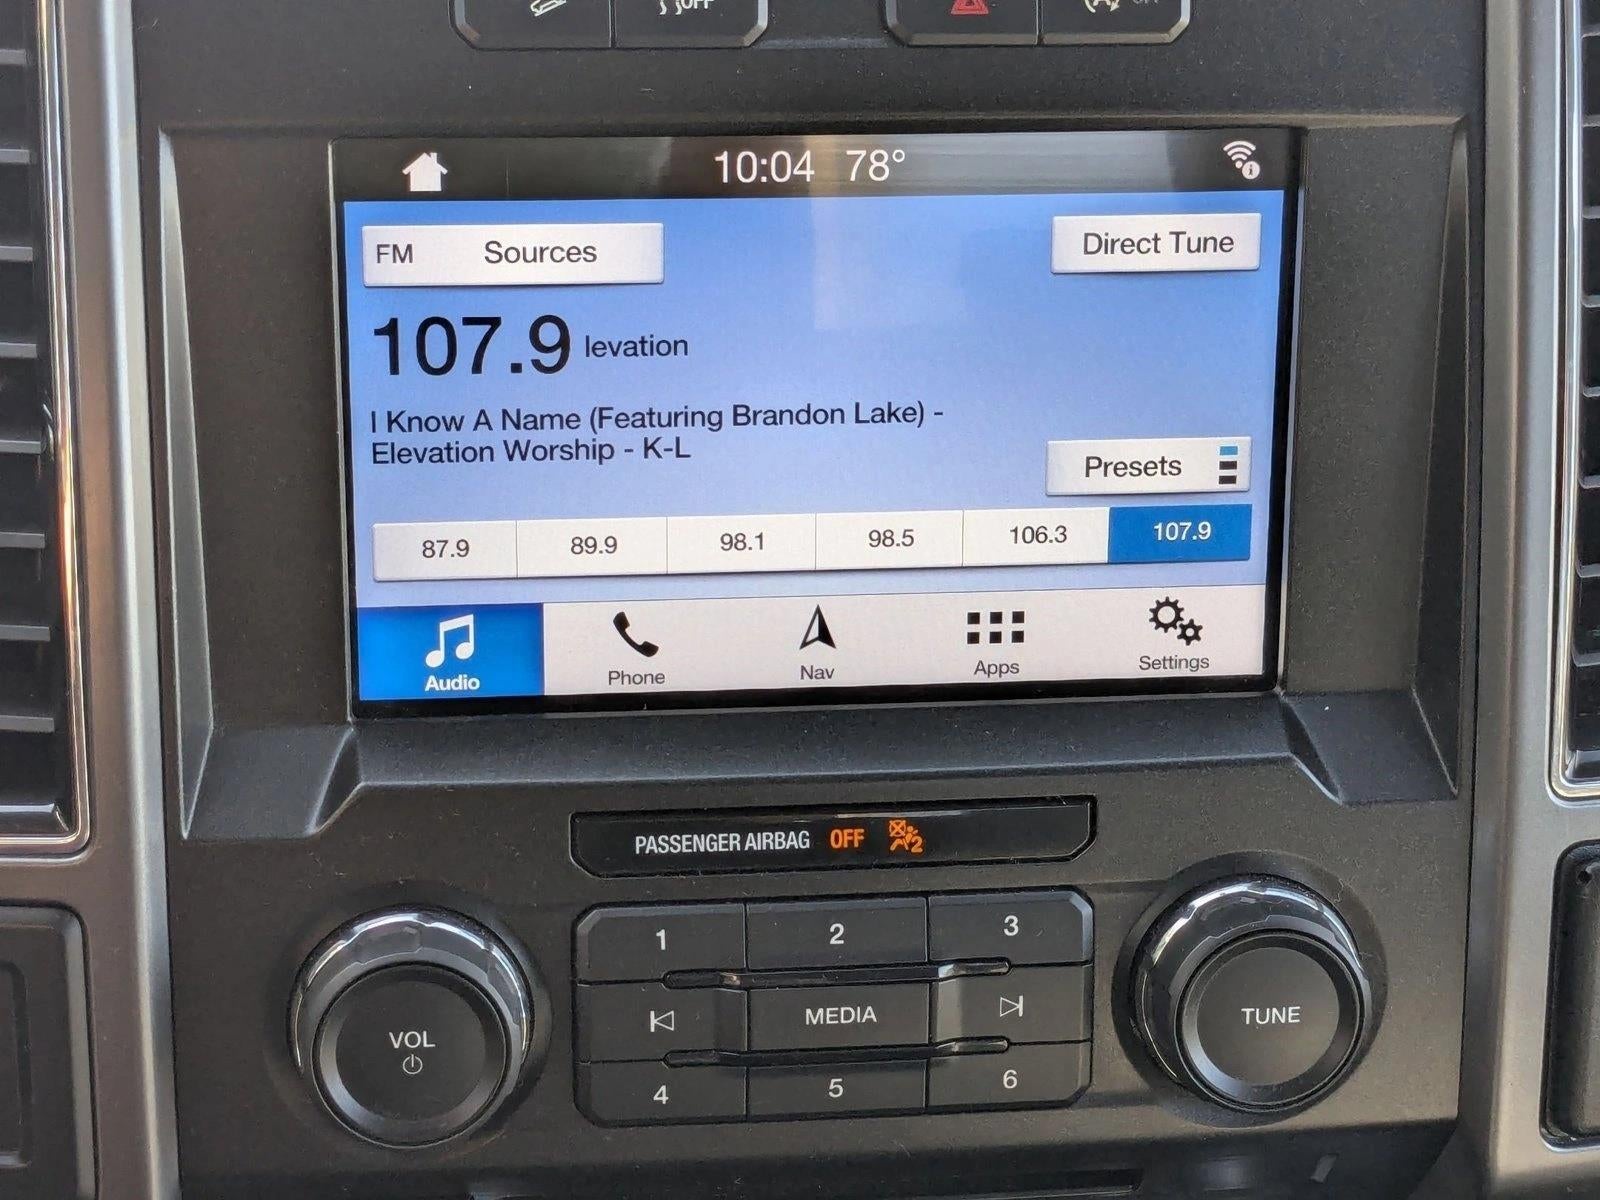 OFF
10:04 78°
FM Sources
Direct Tune
107.9 levation
I Know A Name (Featuring Brandon Lake) -
Elevation Worship - K-L
Presets
87.9 89.9 98.1 98.5 106.3 107.9
Audio Phone Nav Apps Settings
PASSENGER AIRBAG OFF 2
1 2 3
MEDIA
VOL
TUNE
4 5 6